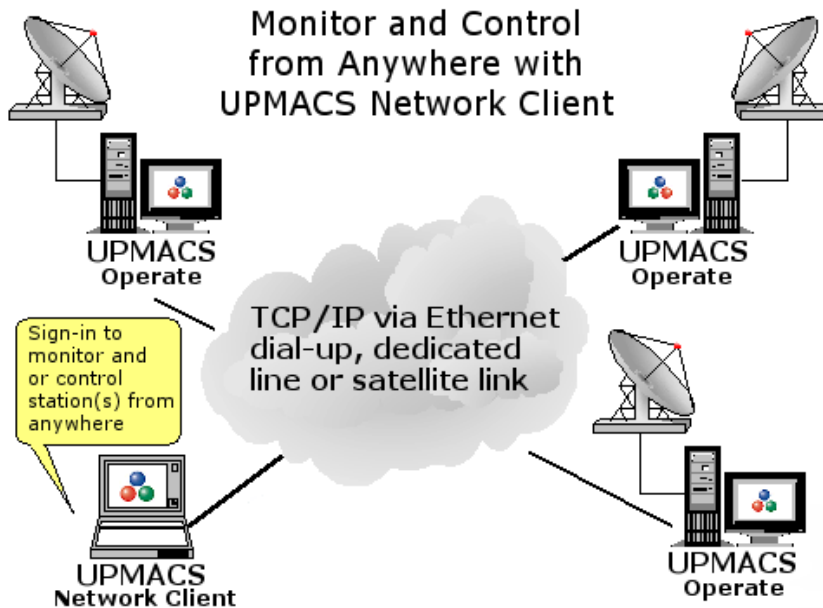 Monitor and Control
from Anywhere with
UPMACS Network Client
UPMACS
Operate
UPMACS
Operate
TCP/IP via Ethernet
dial-up, dedicated
line or satellite link
Sign-in to
monitor and
or control
station(s) from
anywhere
UPMACS
Network Client
UPMACS
Operate